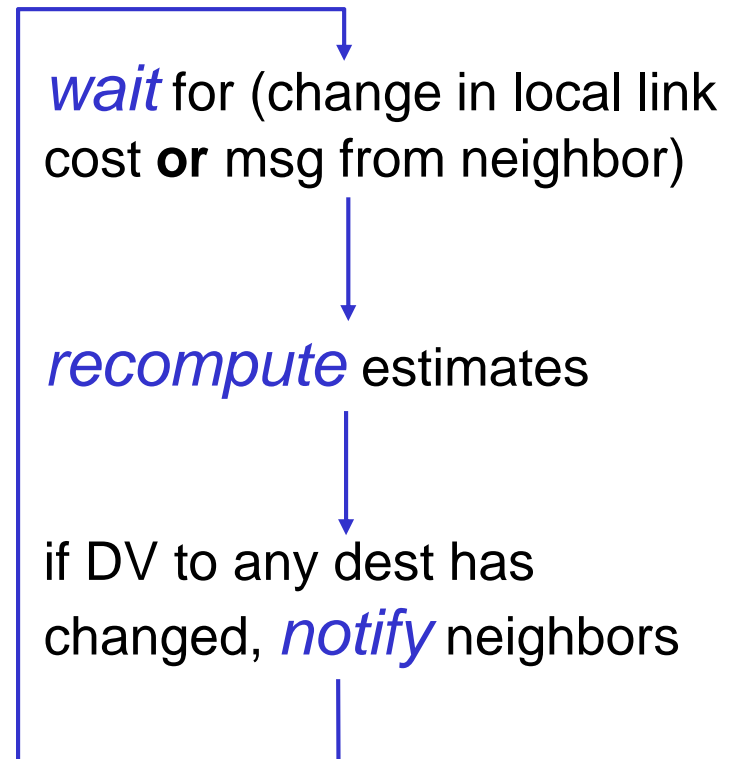 wait for (change in local link
cost or msg from neighbor)
recompute estimates
if DV to any dest has
changed, notify neighbors